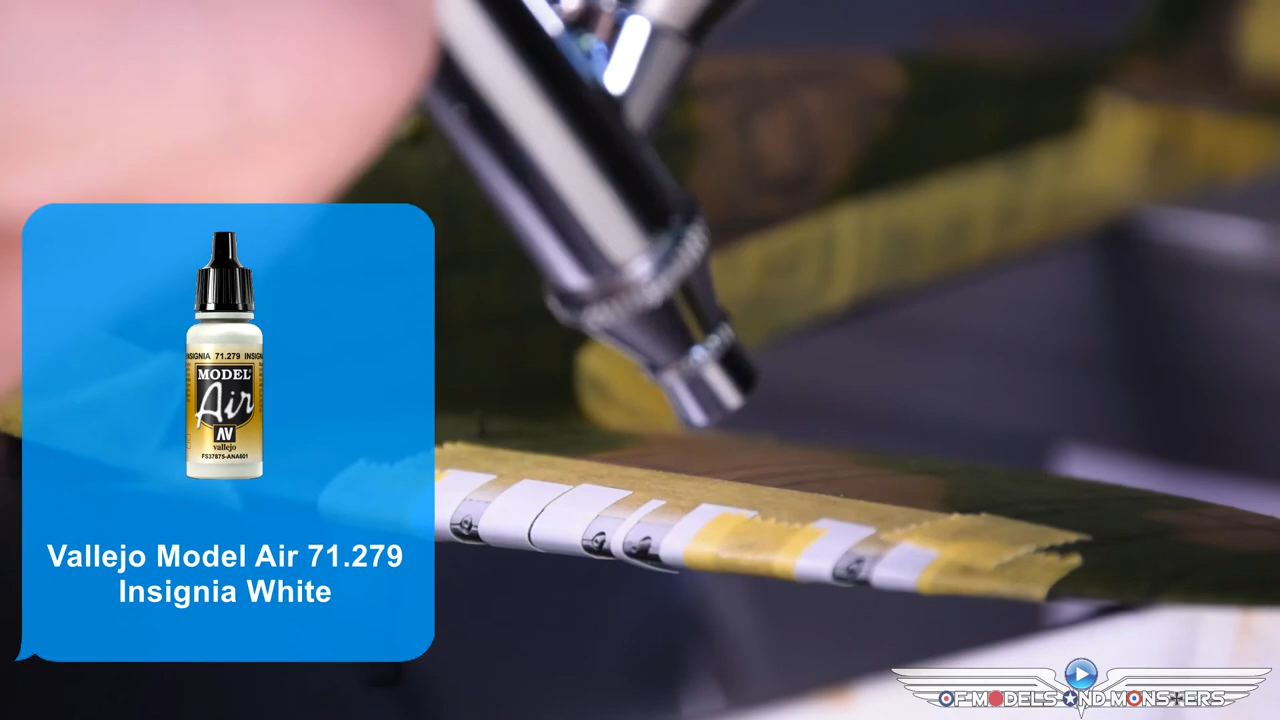 INSIGNIA 71.279 INSIGN
MODEL
Air
AV
vallejo
FS37875-ANA601
Vallejo Model Air 71.279
Insignia White
OF MODELS AND MONSTERS